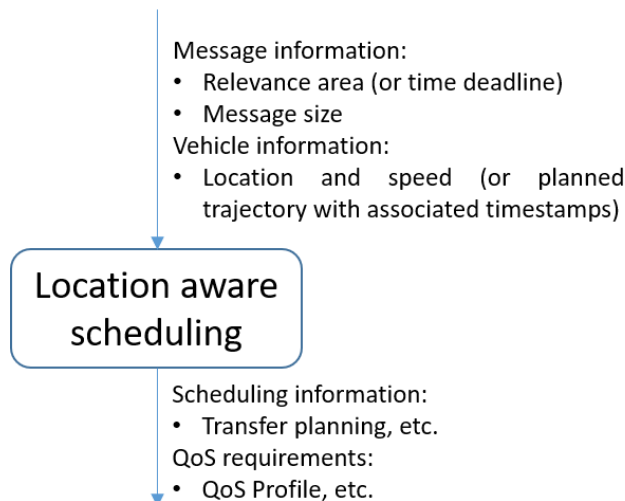 Message information:
• Relevance area (or time deadline)
• Message size
Vehicle information:
• Location and speed (or planned
trajectory with associated timestamps)
Location aware
scheduling
Scheduling information:
• Transfer planning, etc.
QoS requirements:
• QoS Profile, etc.